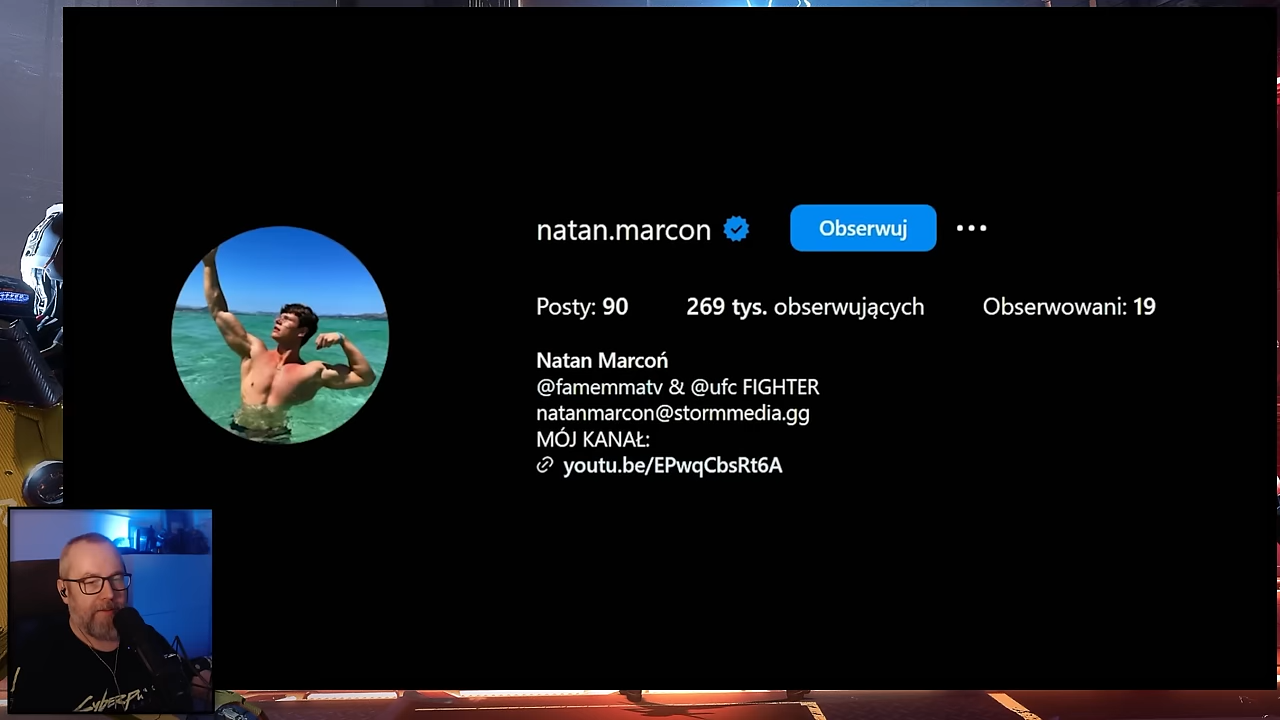 natan.marcon
Obserwuj
Posty: 90
269 tys. obserwujących
Obserwowani: 19
Natan Marcoń
@famemmatv & @ufc FIGHTER
natanmarcon@stormmedia.gg
MÓJ KANAŁ:
youtu.be/EPwqCbsRt6A